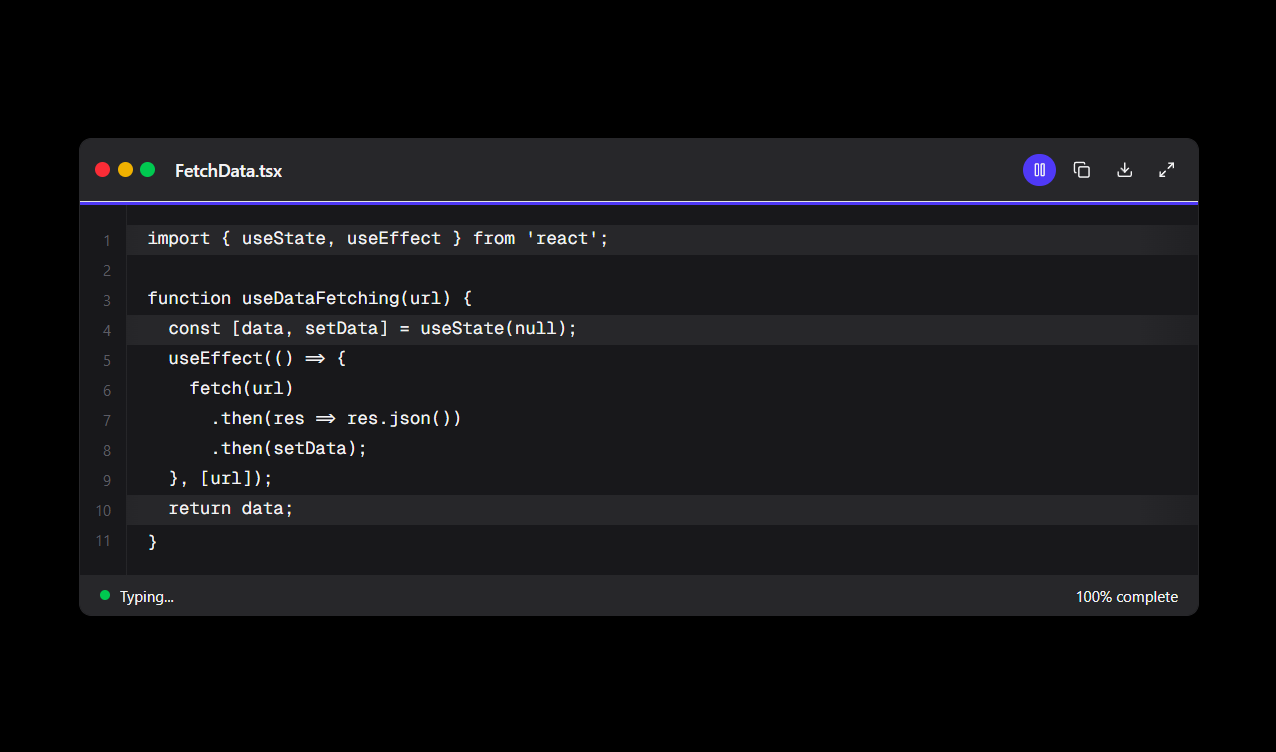 FetchData.tsx
1 import { useState, useEffect } from 'react';
2
3 function useDataFetching(url) {
4   const [data, setData] = useState(null);
5   useEffect(() => {
6     fetch(url)
7       .then(res => res.json())
8       .then(setData);
9   }, [url]);
10   return data;
11 }
Typing... 100% complete